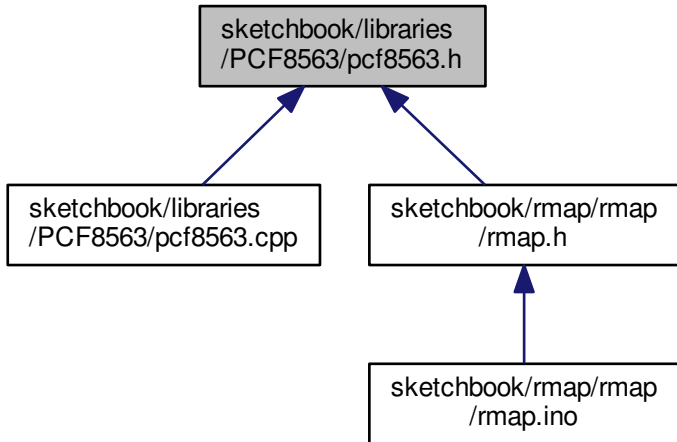 sketchbook/libraries
/PCF8563/pcf8563.h
sketchbook/libraries
/PCF8563/pcf8563.cpp
sketchbook/rmap/rmap
/rmap.h
sketchbook/rmap/rmap
/rmap.ino